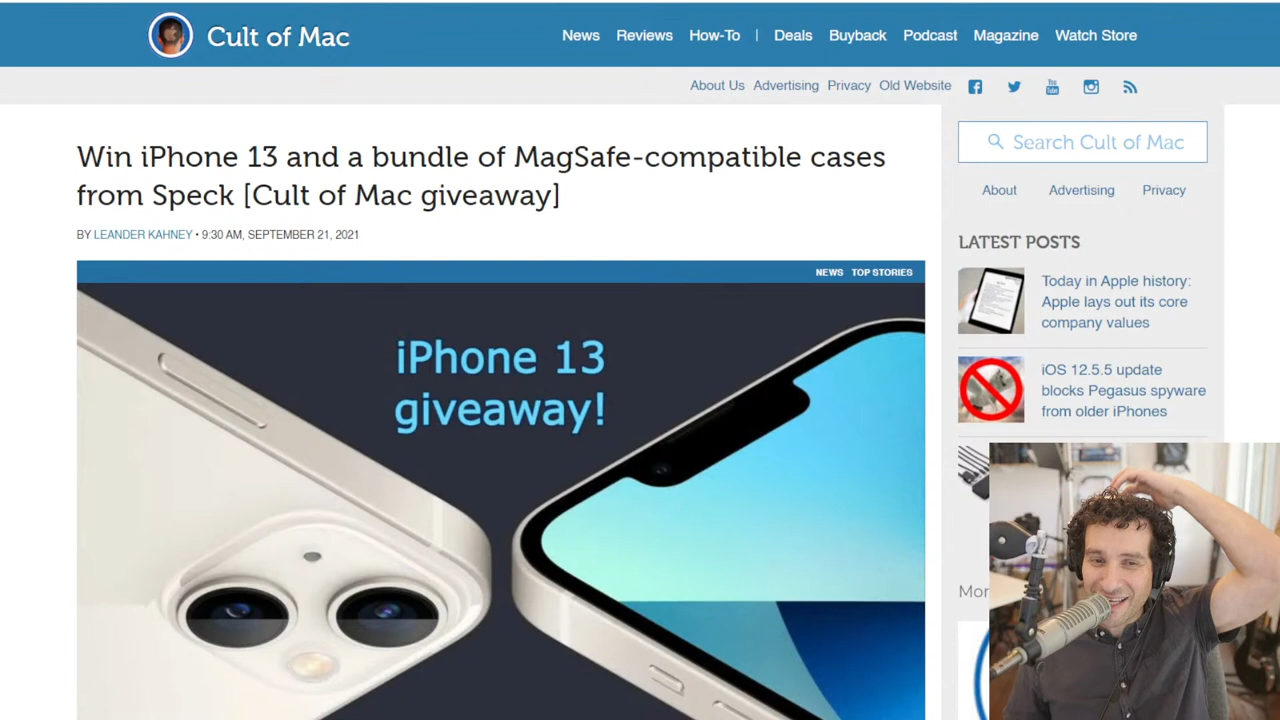 Cult of Mac
News Reviews How-To | Deals Buyback Podcast Magazine Watch Store
About Us Advertising Privacy Old Website
Search Cult of Mac
About Advertising Privacy
Win iPhone 13 and a bundle of MagSafe-compatible cases
from Speck [Cult of Mac giveaway]
BY LEANDER KAHNEY • 9:30 AM, SEPTEMBER 21, 2021
NEWS TOP STORIES
iPhone 13
giveaway!
LATEST POSTS
Today in Apple history:
Apple lays out its core
company values
iOS 12.5.5 update
blocks Pegasus spyware
from older iPhones